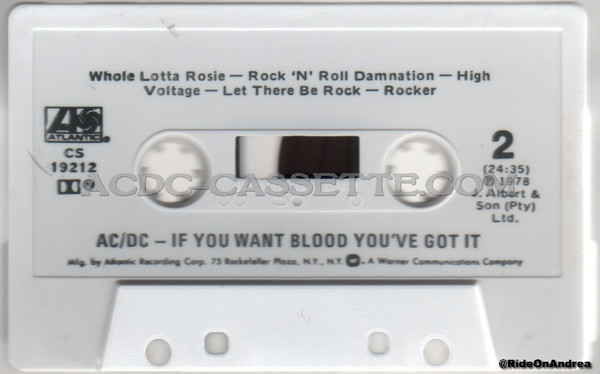 Whole Lotta Rosie — Rock 'N' Roll Damnation — High
Voltage — Let There Be Rock — Rocker
ATLANTIC
CS
19212
2
(24:35)
℗ 1978
J. Albert &
Son (Pty)
Ltd.
ACDC-CASSETTE.COM
AC/DC — IF YOU WANT BLOOD YOU'VE GOT IT
Mfg. by Atlantic Recording Corp. 75 Rockefeller Plaza, N.Y., N.Y. . A Warner Communications Company
@RideOnAndrea